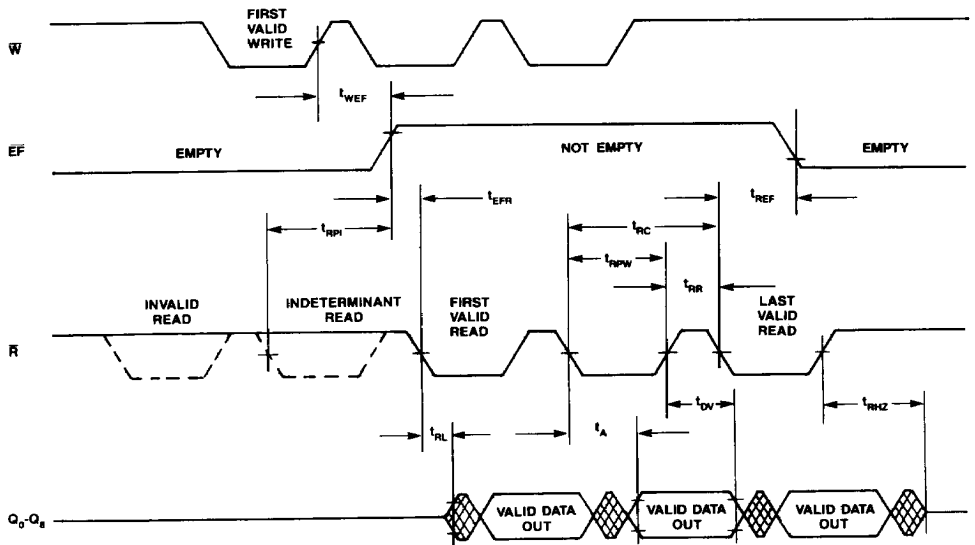 FIRST
VALID
WRITE
W̅
tWEF
E̅F̅
EMPTY
NOT EMPTY
EMPTY
tEFR
tREF
tRPI
tRC
tRPW
tRR
INVALID
READ
INDETERMINANT
READ
FIRST
VALID
READ
LAST
VALID
READ
R̅
tDV
tRHZ
tRL
tA
Q0-Q8
VALID DATA
OUT
VALID DATA
OUT
VALID DATA
OUT